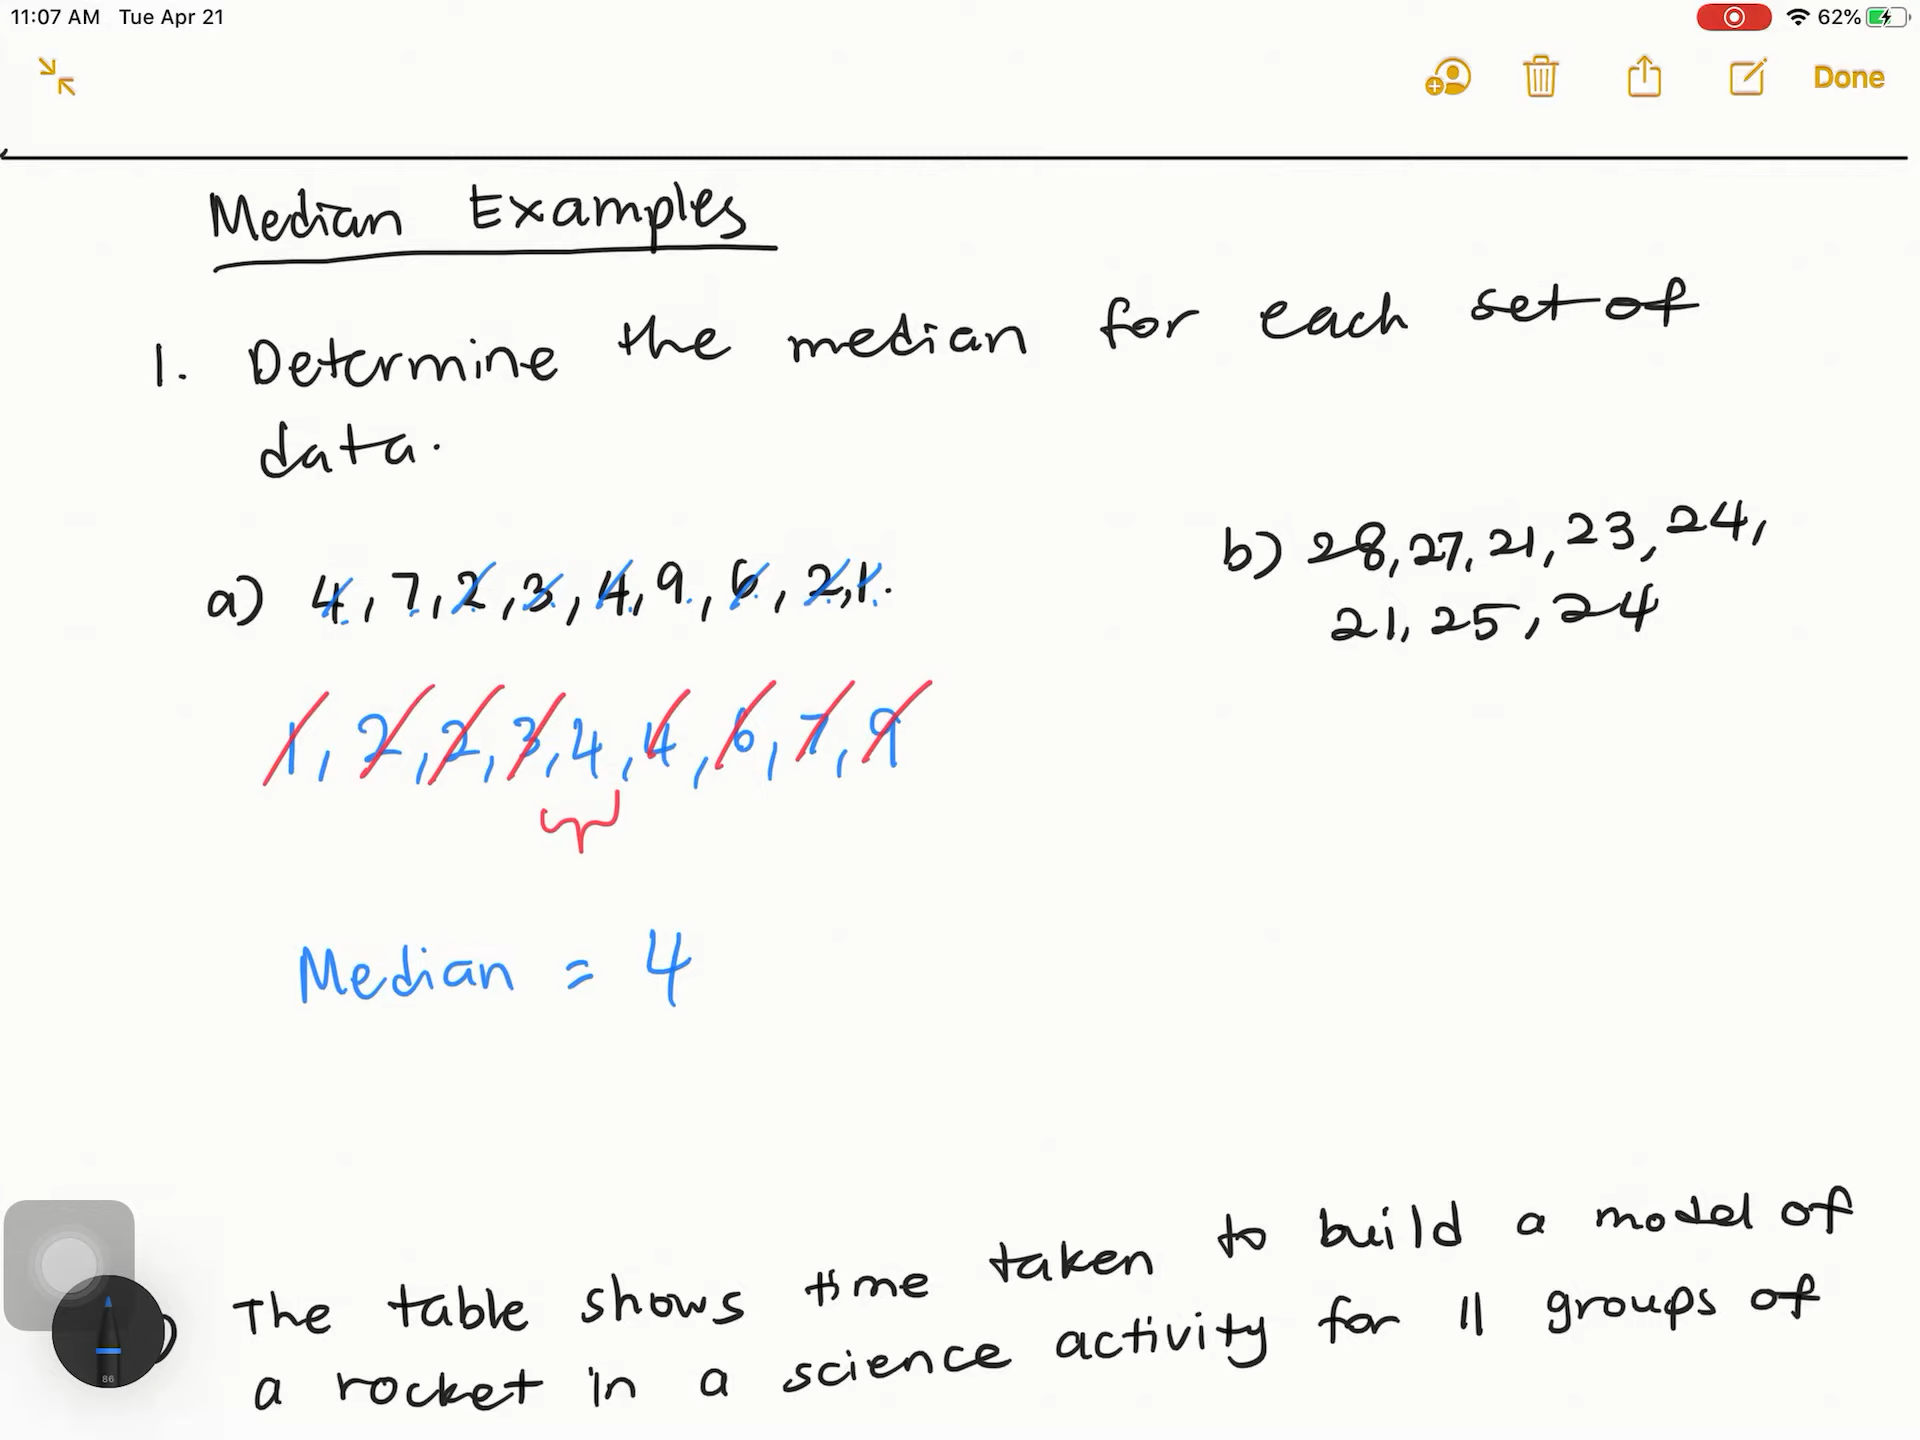 11:07 AM Tue Apr 21
62%
Done
Median Examples
1. Determine the median for each set of
data.
a) 4, 7, 2, 3, 4, 9, 6, 2, 1.
b) 28, 27, 21, 23, 24,
21, 25, 24
1, 2, 2, 3, 4, 4, 6, 7, 9
Median = 4
The table shows time taken to build a model of
a rocket in a science activity for 11 groups of
86